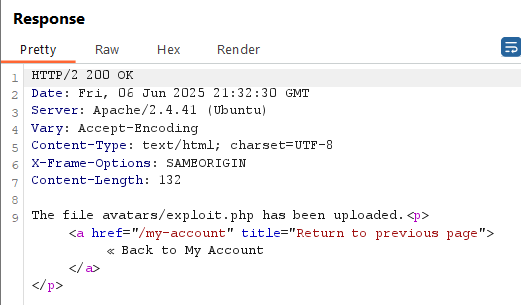 Response
Pretty Raw Hex Render
1 HTTP/2 200 OK
2 Date: Fri, 06 Jun 2025 21:32:30 GMT
3 Server: Apache/2.4.41 (Ubuntu)
4 Vary: Accept-Encoding
5 Content-Type: text/html; charset=UTF-8
6 X-Frame-Options: SAMEORIGIN
7 Content-Length: 132
8
9 The file avatars/exploit.php has been uploaded.<p>
<a href="/my-account" title="Return to previous page">
« Back to My Account
</a>
</p>